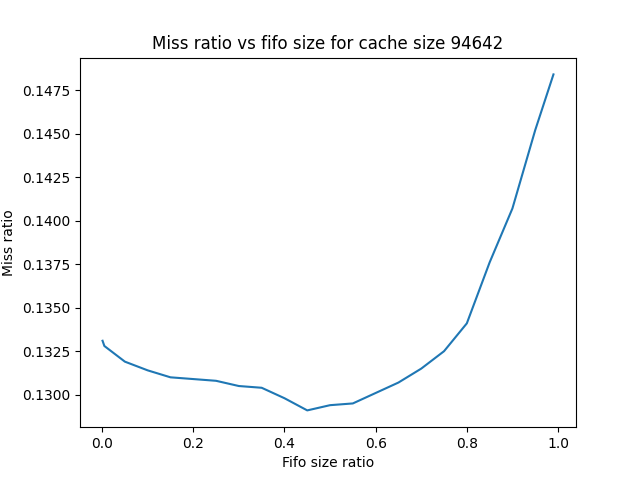 Miss ratio vs fifo size for cache size 94642
0.1475
0.1450
0.1425
0.1400
0.1375
0.1350
0.1325
0.1300
Miss ratio
0.0 0.2 0.4 0.6 0.8 1.0
Fifo size ratio